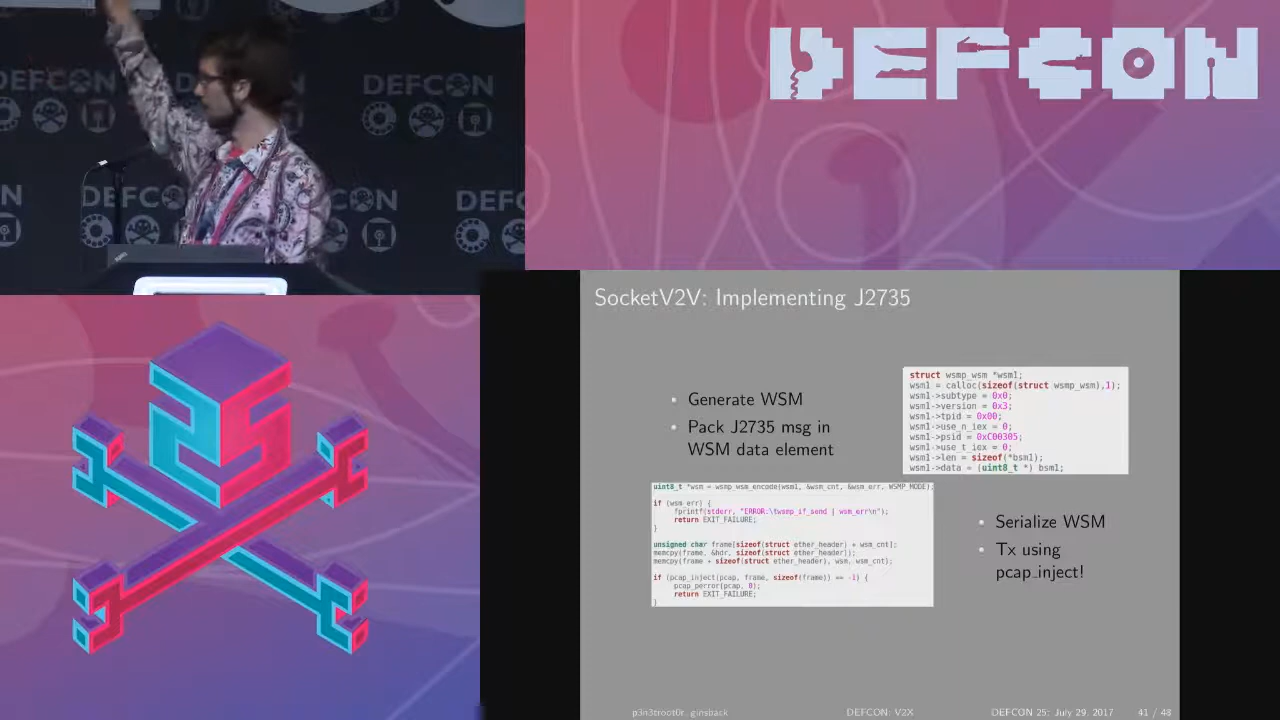 DEFCON
DEFCON
DEFCON
DEFCON
SocketV2V: Implementing J2735
• Generate WSM
• Pack J2735 msg in
WSM data element
struct wsmp_wsm *wsm1;
wsm1 = calloc(sizeof(struct wsmp_wsm),1);
wsm1->subtype = 0x0;
wsm1->version = 0x3;
wsm1->tpid = 0x00;
wsm1->use_n_iex = 0;
wsm1->psid = 0xC00305;
wsm1->use_t_iex = 0;
wsm1->len = sizeof(*bsm1);
wsm1->data = (uint8_t *) bsm1;
uint8_t *wsm = wsmp_wsm_encode(wsm1, &wsm_cnt, &wsm_err, WSMP_MODE);
if (wsm_err) {
fprintf(stderr, "ERROR:\twsmp_if_send | wsm_err\n");
return EXIT_FAILURE;
}
unsigned char frame[sizeof(struct ether_header) + wsm_cnt];
memcpy(frame, &hdr, sizeof(struct ether_header));
memcpy(frame + sizeof(struct ether_header), wsm, wsm_cnt);
if (pcap_inject(pcap, frame, sizeof(frame)) == -1) {
pcap_perror(pcap, 0);
return EXIT_FAILURE;
}
• Serialize WSM
• Tx using
pcap_inject!
p3n3troot0r, ginsback
DEFCON: V2X
DEFCON 25: July 29, 2017
41 / 48